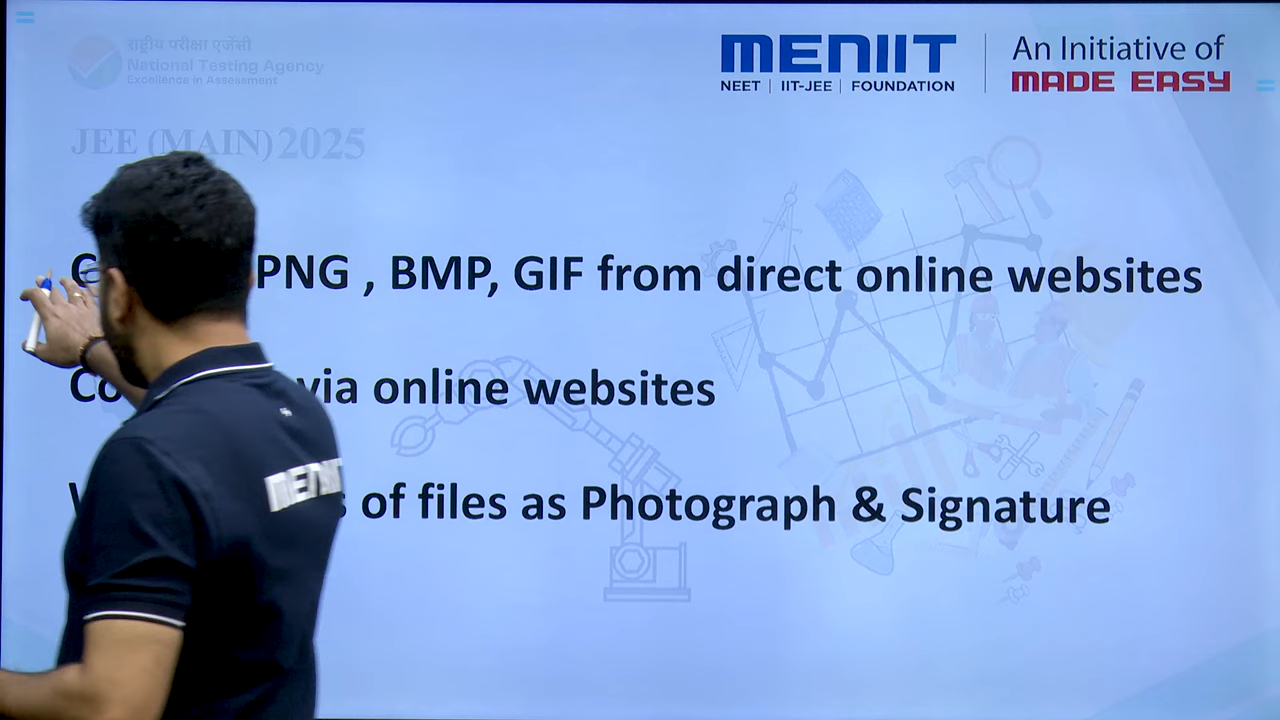 राष्ट्रीय परीक्षा एजेंसी
National Testing Agency
Excellence in Assessment
MENIIT
NEET | IIT-JEE | FOUNDATION
An Initiative of
MADE EASY
JEE (MAIN) 2025
PNG , BMP, GIF from direct online websites
via online websites
of files as Photograph & Signature
MENIIT